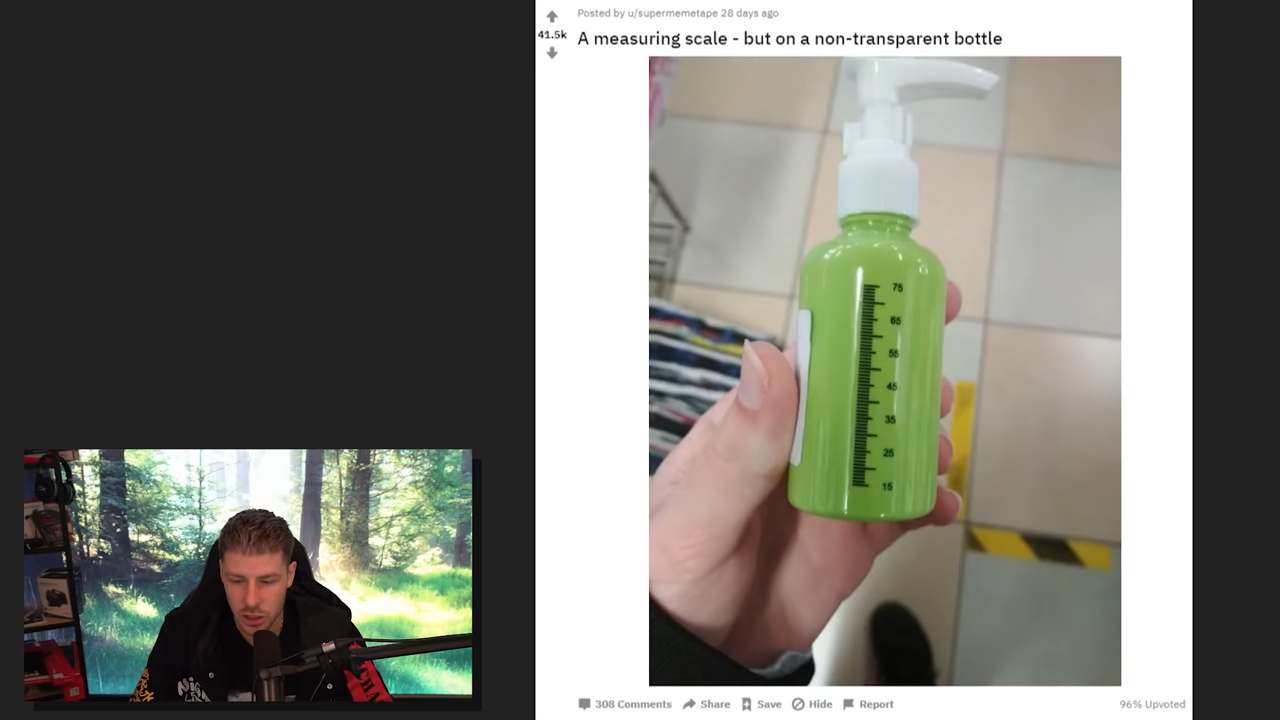 Posted by u/supermemetape 28 days ago
41.5k
A measuring scale - but on a non-transparent bottle
75
65
55
45
35
25
15
308 Comments Share Save Hide Report 96% Upvoted